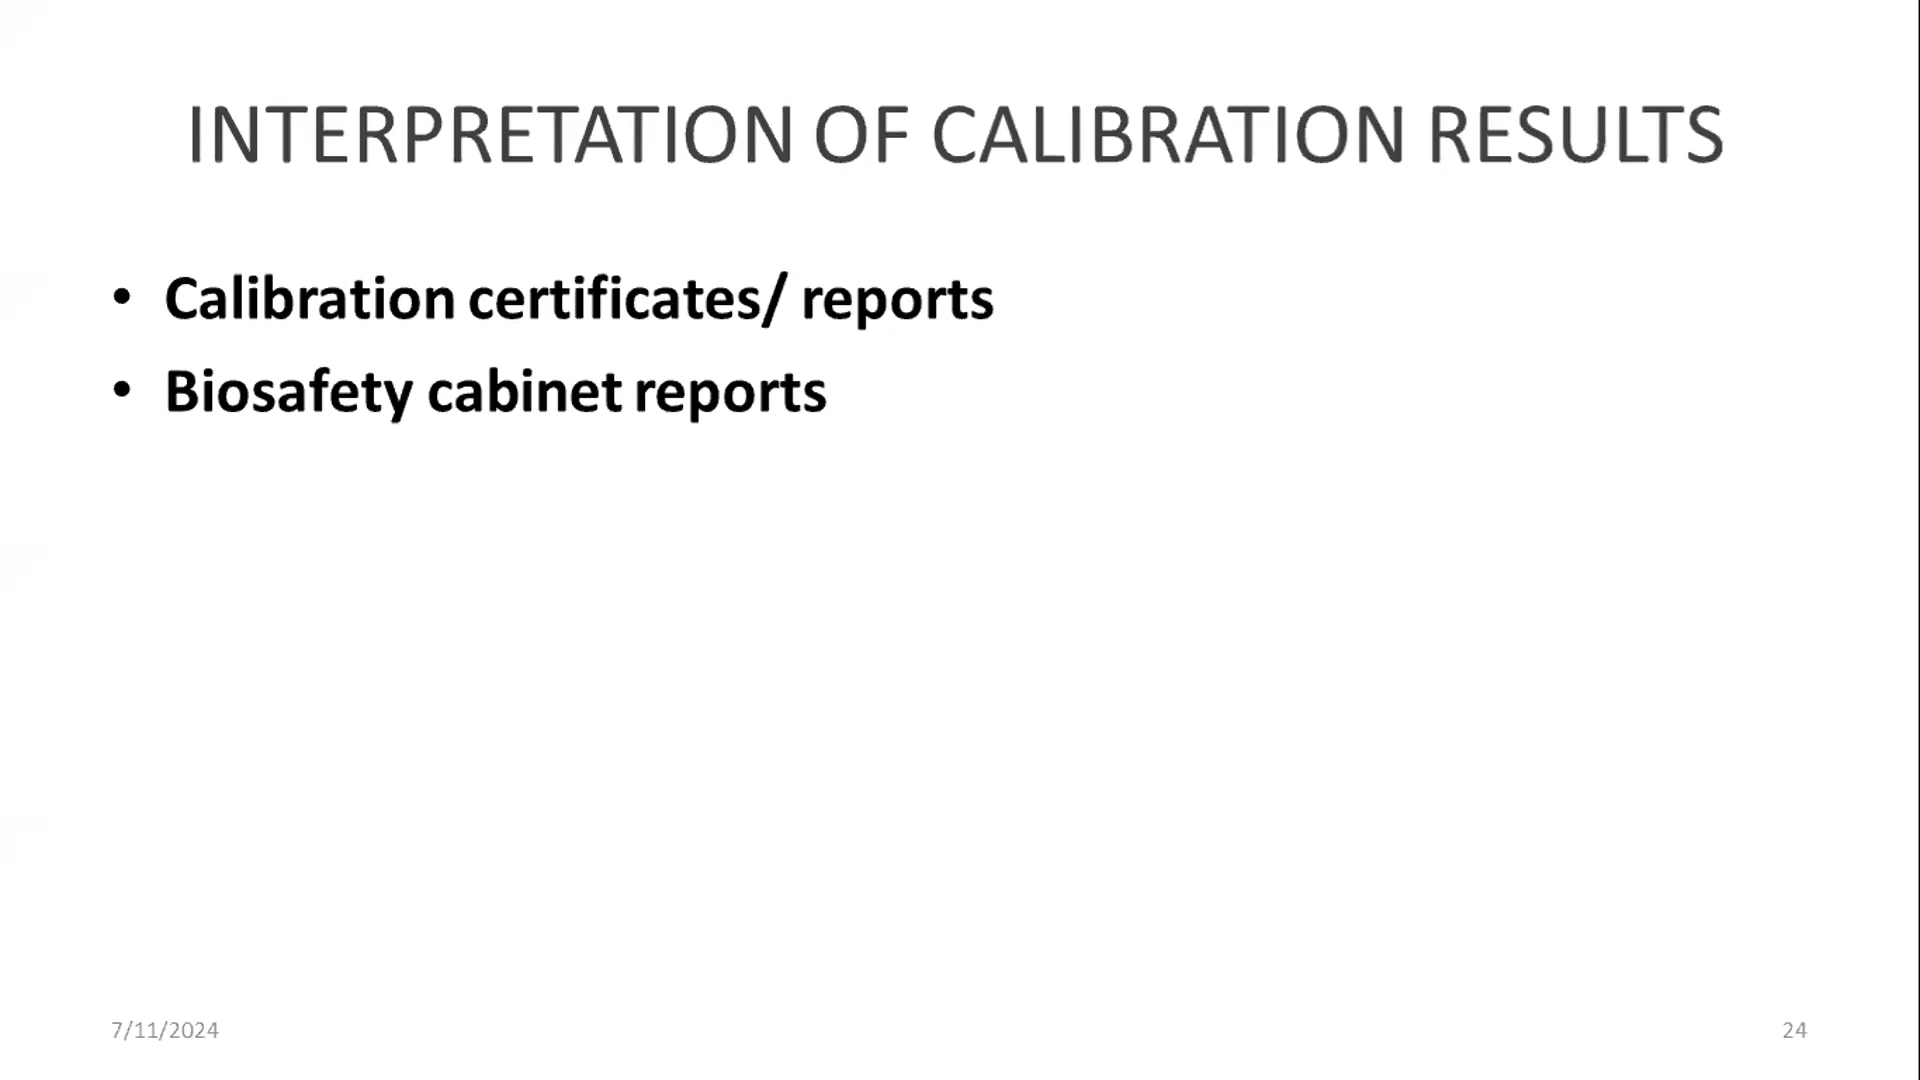 INTERPRETATION OF CALIBRATION RESULTS
• Calibration certificates/ reports
• Biosafety cabinet reports
7/11/2024
24